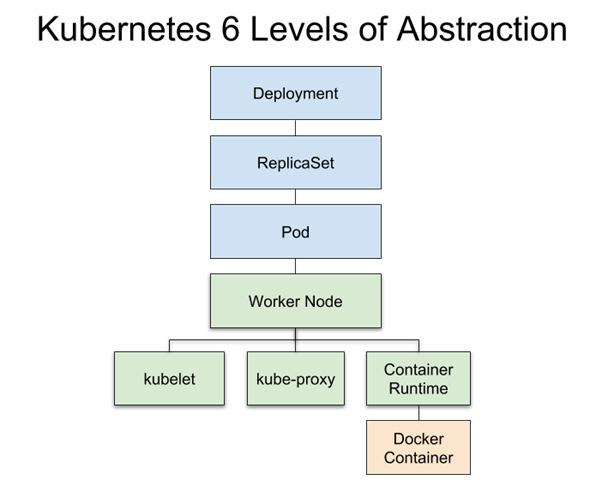 Kubernetes 6 Levels of Abstraction
Deployment
ReplicaSet
Pod
Worker Node
kubelet
kube-proxy
Container
Runtime
Docker
Container